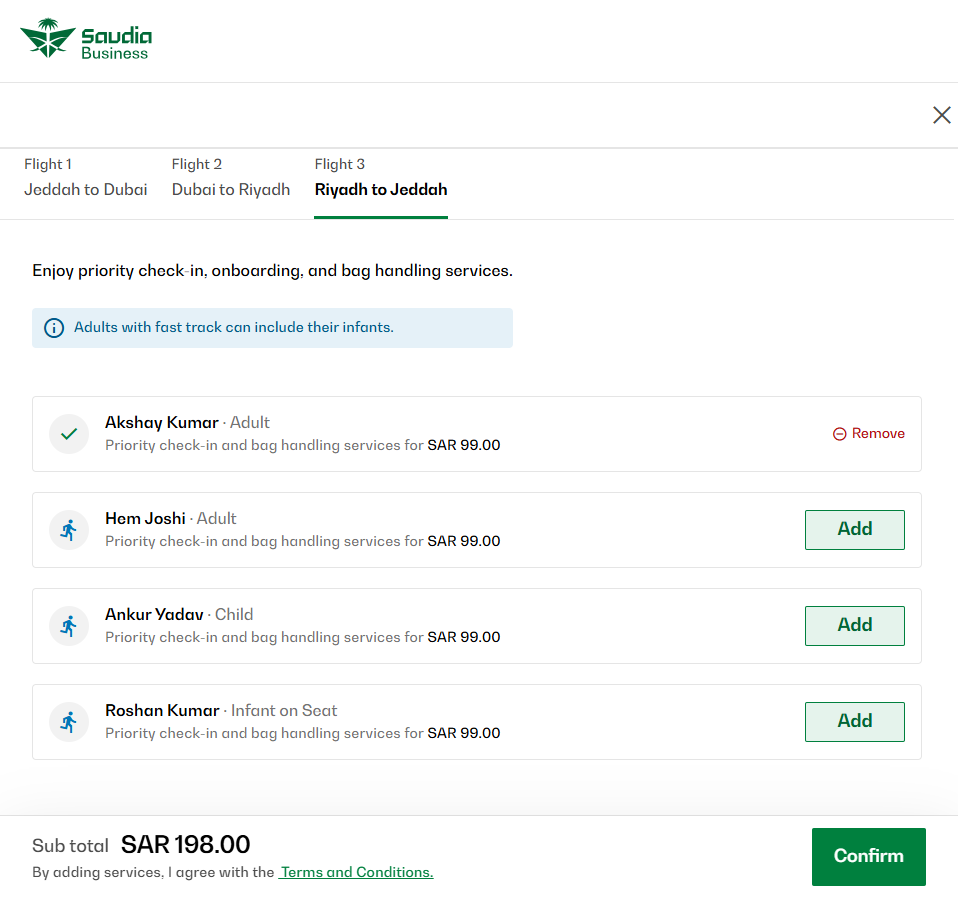 Saudia
Business
Flight 1
Jeddah to Dubai
Flight 2
Dubai to Riyadh
Flight 3
Riyadh to Jeddah
Enjoy priority check-in, onboarding, and bag handling services.
Adults with fast track can include their infants.
Akshay Kumar · Adult
Priority check-in and bag handling services for SAR 99.00
Remove
Hem Joshi · Adult
Priority check-in and bag handling services for SAR 99.00
Add
Ankur Yadav · Child
Priority check-in and bag handling services for SAR 99.00
Add
Roshan Kumar · Infant on Seat
Priority check-in and bag handling services for SAR 99.00
Add
Sub total SAR 198.00
By adding services, I agree with the Terms and Conditions.
Confirm